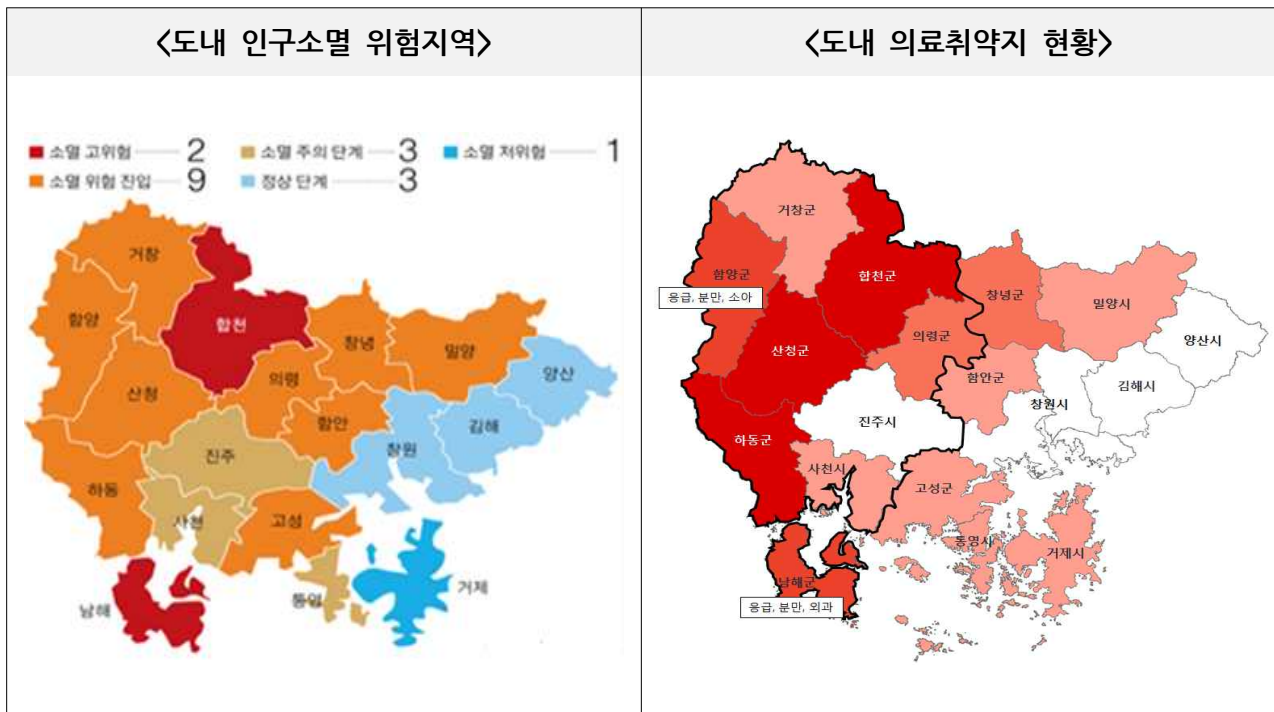 <도내 인구소멸 위험지역>
<도내 의료취약지 현황>
소멸 고위험 2
소멸 주의 단계 3
소멸 저위험 1
소멸 위험 진입 9
정상 단계 3
거창
함양
합천
창녕
밀양
산청
의령
양산
함안
김해
창원
진주
하동
사천
고성
거제
남해
통영
거창군
함양군
응급, 분만, 소아
합천군
창녕군
밀양시
양산시
산청군
의령군
함안군
김해시
창원시
진주시
하동군
사천시
고성군
통영시
거제시
남해군
응급, 분만, 외과